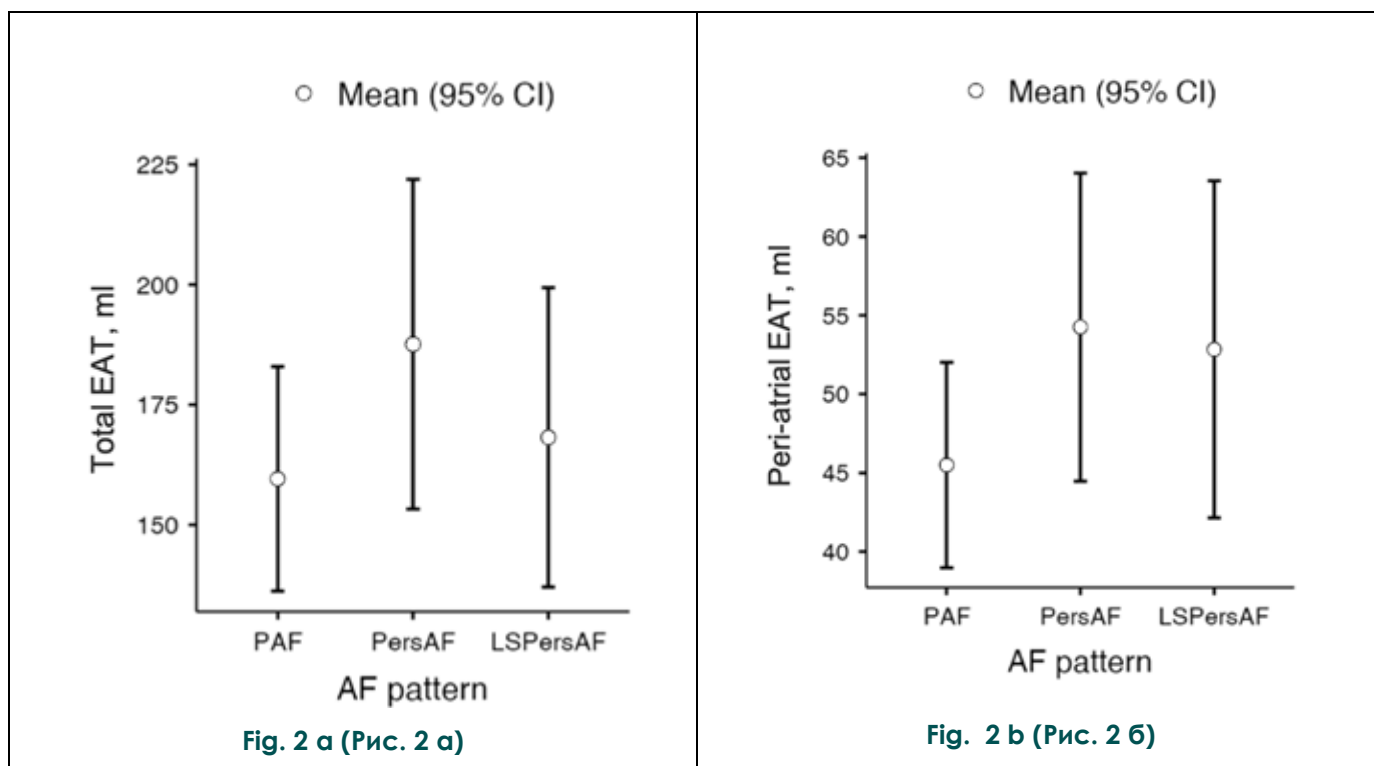 Mean (95% CI)
225
200
175
150
Total EAT, ml
PAF PersAF LSPersAF
AF pattern
Fig. 2 a (Рис. 2 а)
Mean (95% CI)
65
60
55
50
45
40
Peri-atrial EAT, ml
PAF PersAF LSPersAF
AF pattern
Fig. 2 b (Рис. 2 б)